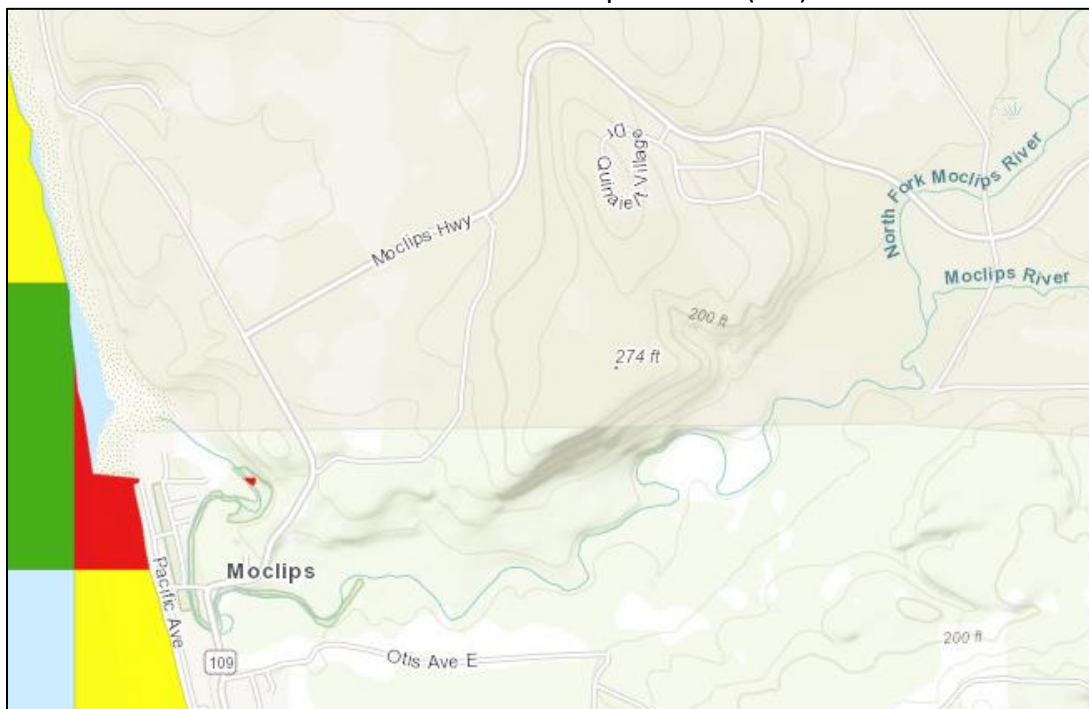 Quinaielt
Village Dr
North Fork Moclips River
Moclips Hwy
Moclips River
200 ft
274 ft
Moclips
Pacific Ave
109
Otis Ave E
200 ft